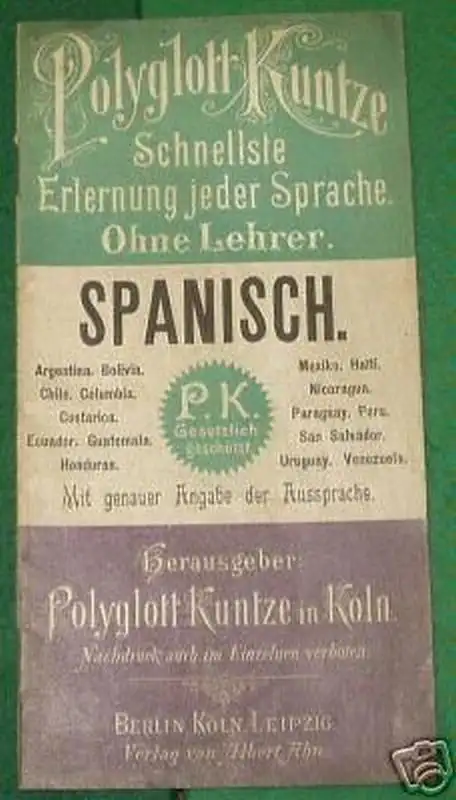 Polyglott Kuntze
Schnellste
Erlernung jeder Sprache.
Ohne Lehrer.
SPANISCH.
Argentina. Bolivia.
Chile. Columbia.
Costarica.
Ecuador. Guatemala.
Honduras.
P.K.
Gesetzlich
geschützt.
Mexiko. Haiti.
Nicaragua.
Paraguay. Peru.
San Salvador.
Uruguay. Venezuela.
Mit genauer Angabe der Aussprache.
Herausgeber:
Polyglott Kuntze in Köln.
Nachdruck auch im Einzelnen verboten.
BERLIN KÖLN LEIPZIG
Verlag von Albert Ahn